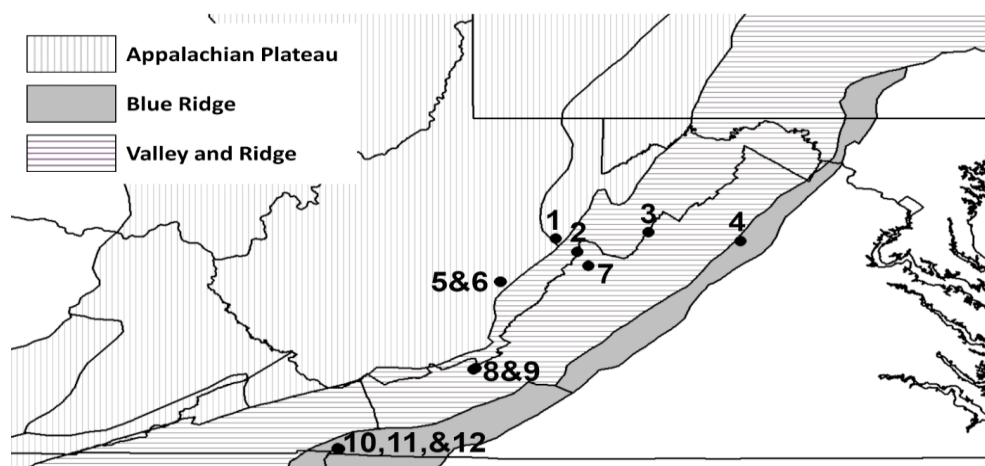 Appalachian Plateau
Blue Ridge
Valley and Ridge
1
2
3
4
5&6
7
8&9
10,11,&12